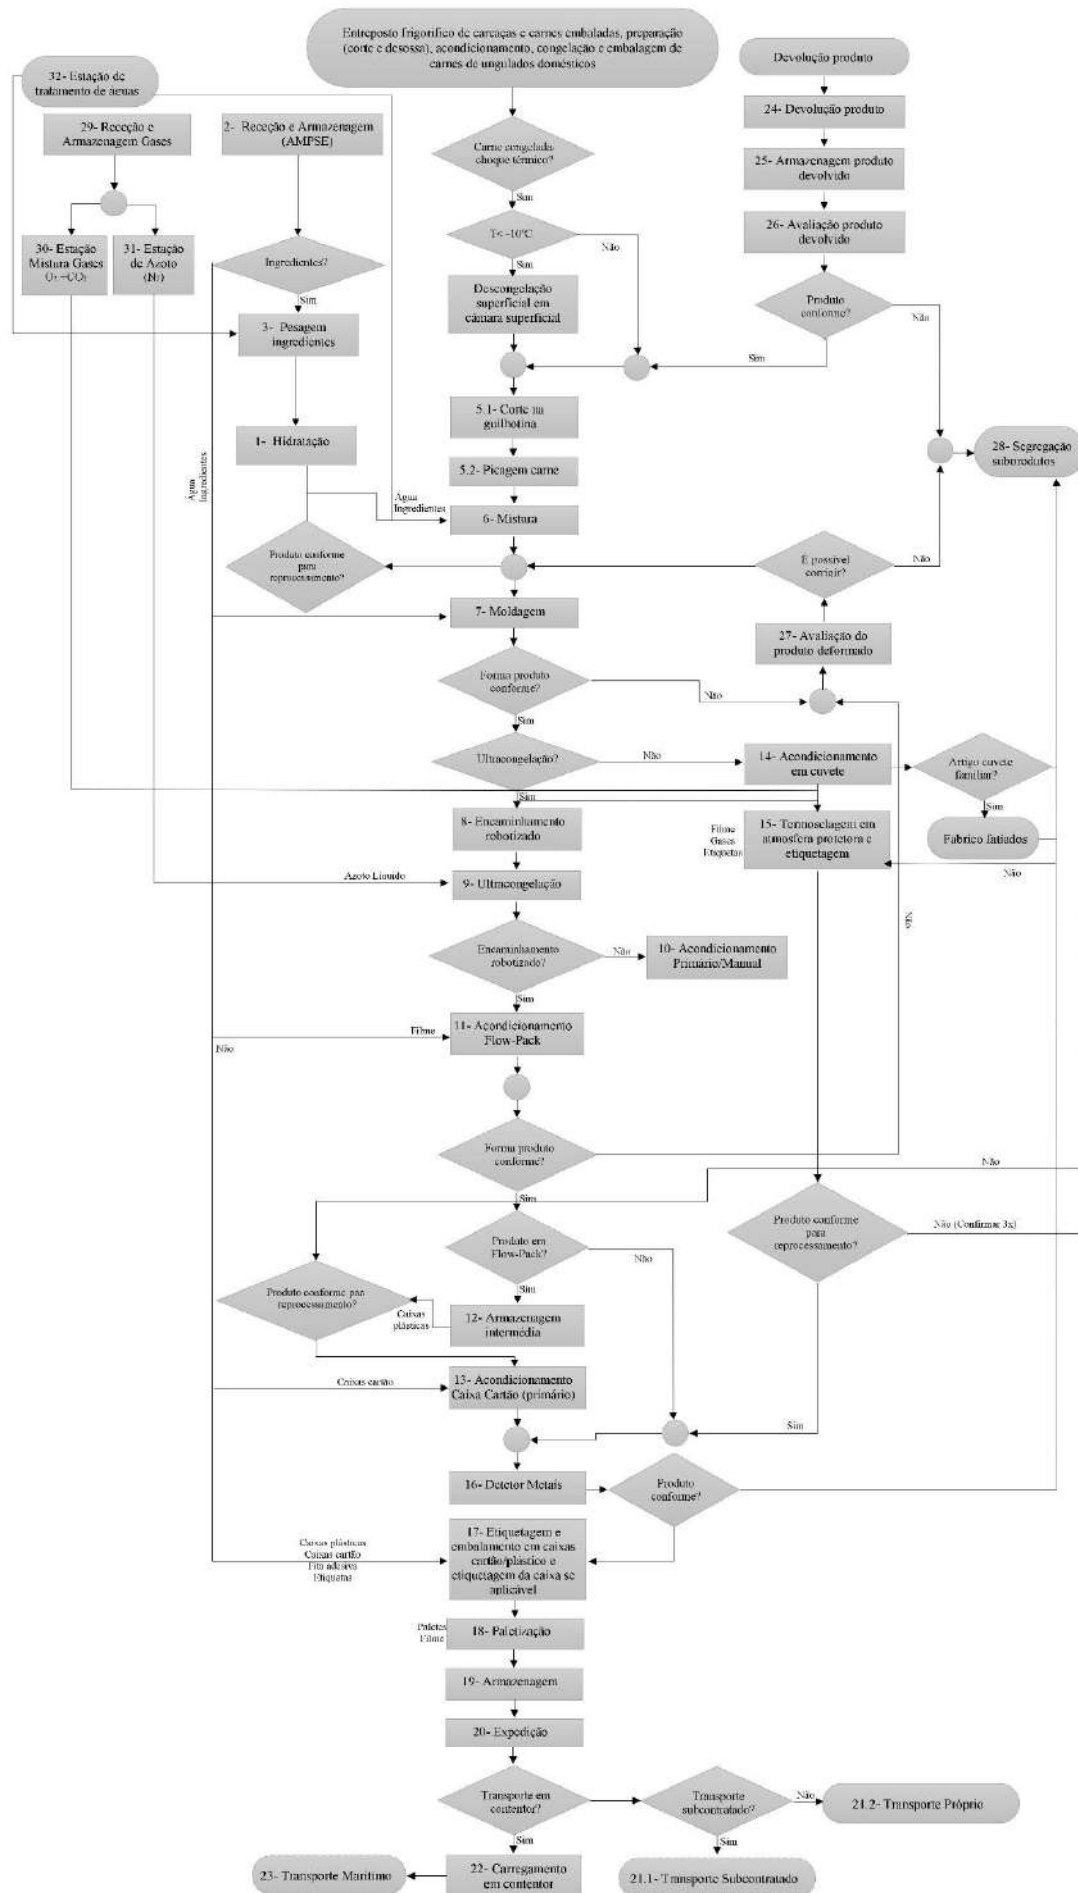 Entreposto frigorífico de carcaças e carnes embaladas, preparação
(corte e desossa), acondicionamento, congelação e embalagem de
carnes de ungulados domésticos
32- Estação de
tratamento de águas
Devolução produto
29- Receção e
Armazenagem Gases
2- Receção e Armazenagem
(AMPSE)
24- Devolução produto
Carne congelada
choque térmico?
Sim
25- Armazenagem produto
devolvido
26- Avaliação produto
devolvido
30- Estação
Mistura Gases
O₂ +CO₂
31- Estação
de Azoto
(N₂)
Ingredientes?
Sim
T< -10ºC
Não
Sim
Descongelação
superficial em
câmara superficial
Produto
conforme?
Não
Sim
3- Pesagem
ingredientes
5.1- Corte na
guilhotina
1- Hidratação
28- Segregação
subprodutos
5.2- Picagem carne
Água
Ingredientes
Água
Ingredientes
6- Mistura
Produto conforme
para
reprocessamento?
É possível
corrigir?
Não
7- Moldagem
27- Avaliação do
produto deformado
Forma produto
conforme?
Não
Sim
Ultracongelação?
Não
14- Acondicionamento
em cuvete
Artigo cuvete
familiar?
Sim
Sim
8- Encaminhamento
robotizado
Filme
Gases
Etiquetas
15- Termoselagem em
atmosfera protetora e
etiquetagem
Fabrico fatiados
Azoto Líquido
9- Ultracongelação
Não
Não
Encaminhamento
robotizado?
Não
10- Acondicionamento
Primário/Manual
Sim
Filme
11- Acondicionamento
Flow-Pack
Não
Forma produto
conforme?
Não
Sim
Produto em
Flow-Pack?
Não
Sim
Produto conforme
para
reprocessamento?
Não (Confirmar 3x)
Produto conforme par
reprocessamento?
Caixas
plásticas
12- Armazenagem
intermédia
Caixas cartão
13- Acondicionamento
Caixa Cartão (primário)
Sim
16- Detetor Metais
Produto
conforme?
Caixas plásticas
Caixas cartão
Fita adesiva
Etiquetas
17- Etiquetagem e
embalamento em caixas
cartão/plástico e
etiquetagem da caixa se
aplicável
Paletes
Filme
18- Paletização
19- Armazenagem
20- Expedição
Transporte em
contentor?
Transporte
subcontratado?
Não
21.2- Transporte Próprio
Sim
Sim
23- Transporte Marítimo
22- Carregamento
em contentor
21.1- Transporte Subcontratado